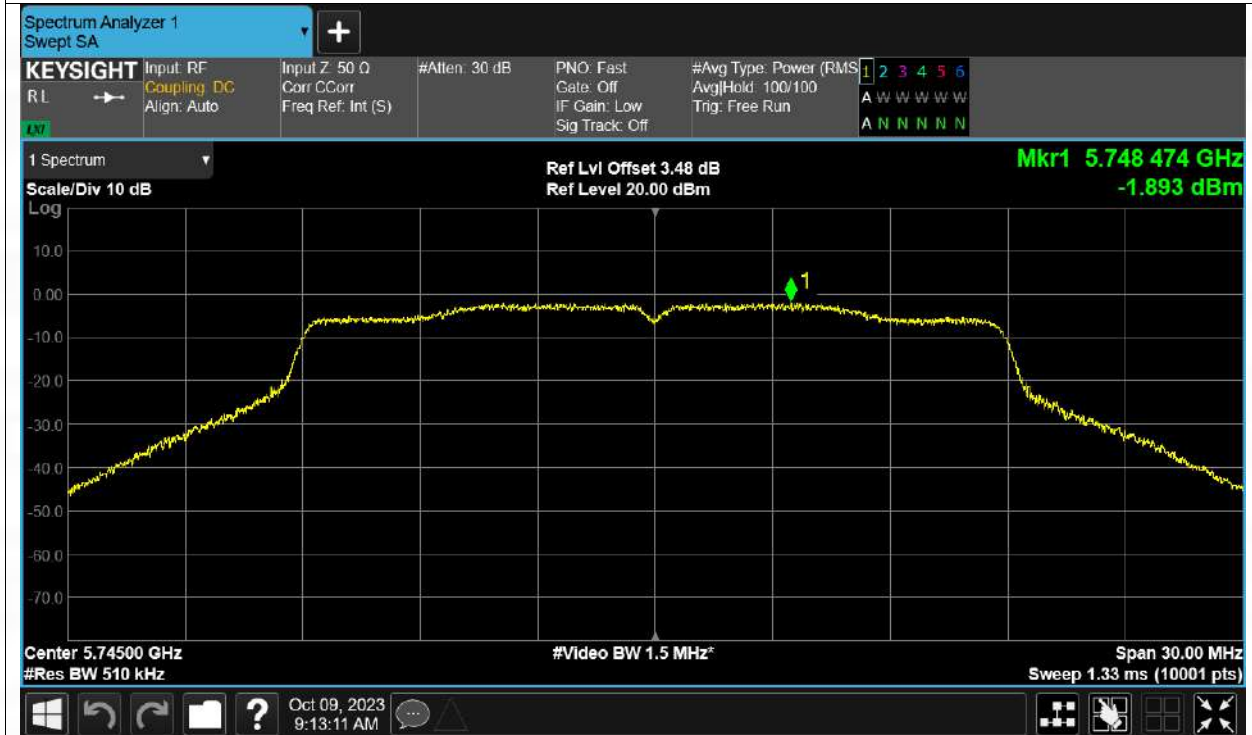 Spectrum Analyzer 1
Swept SA
KEYSIGHT
RL
LXI
Input: RF
Coupling: DC
Align: Auto
Input Z: 50 Ω
Corr CCorr
Freq Ref: Int (S)
#Atten: 30 dB
PNO: Fast
Gate: Off
IF Gain: Low
Sig Track: Off
#Avg Type: Power (RMS
Avg|Hold: 100/100
Trig: Free Run
1 2 3 4 5 6
A W W W W W
A N N N N N
1 Spectrum
Scale/Div 10 dB
Log
Ref Lvl Offset 3.48 dB
Ref Level 20.00 dBm
Mkr1 5.748 474 GHz
-1.893 dBm
1
10.0
0.00
-10.0
-20.0
-30.0
-40.0
-50.0
-60.0
-70.0
Center 5.74500 GHz
#Res BW 510 kHz
#Video BW 1.5 MHz*
Span 30.00 MHz
Sweep 1.33 ms (10001 pts)
?
Oct 09, 2023
9:13:11 AM